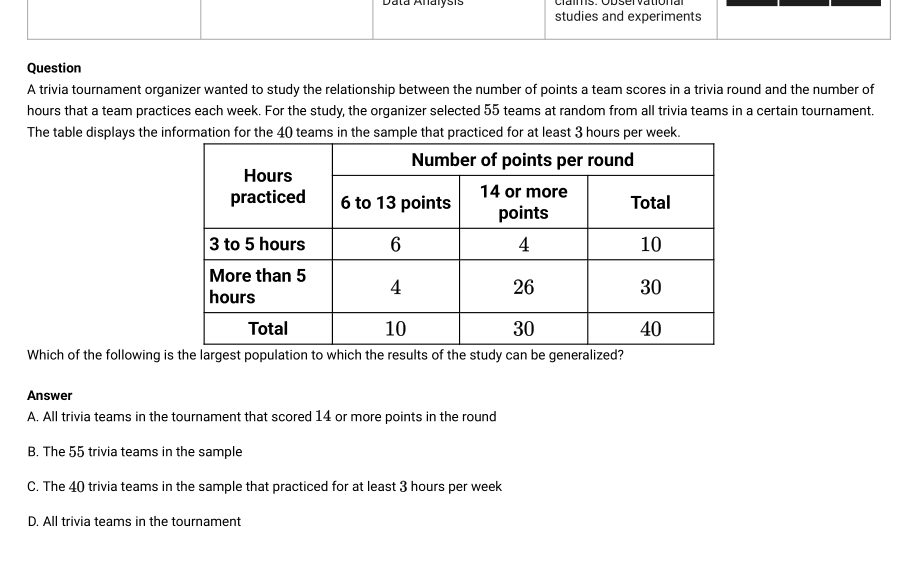 Data Analysis
claims: Observational
studies and experiments
Question
A trivia tournament organizer wanted to study the relationship between the number of points a team scores in a trivia round and the number of
hours that a team practices each week. For the study, the organizer selected 55 teams at random from all trivia teams in a certain tournament.
The table displays the information for the 40 teams in the sample that practiced for at least 3 hours per week.
Hours
practiced
Number of points per round
6 to 13 points
14 or more
points
Total
3 to 5 hours
6
4
10
More than 5
hours
4
26
30
Total
10
30
40
Which of the following is the largest population to which the results of the study can be generalized?
Answer
A. All trivia teams in the tournament that scored 14 or more points in the round
B. The 55 trivia teams in the sample
C. The 40 trivia teams in the sample that practiced for at least 3 hours per week
D. All trivia teams in the tournament